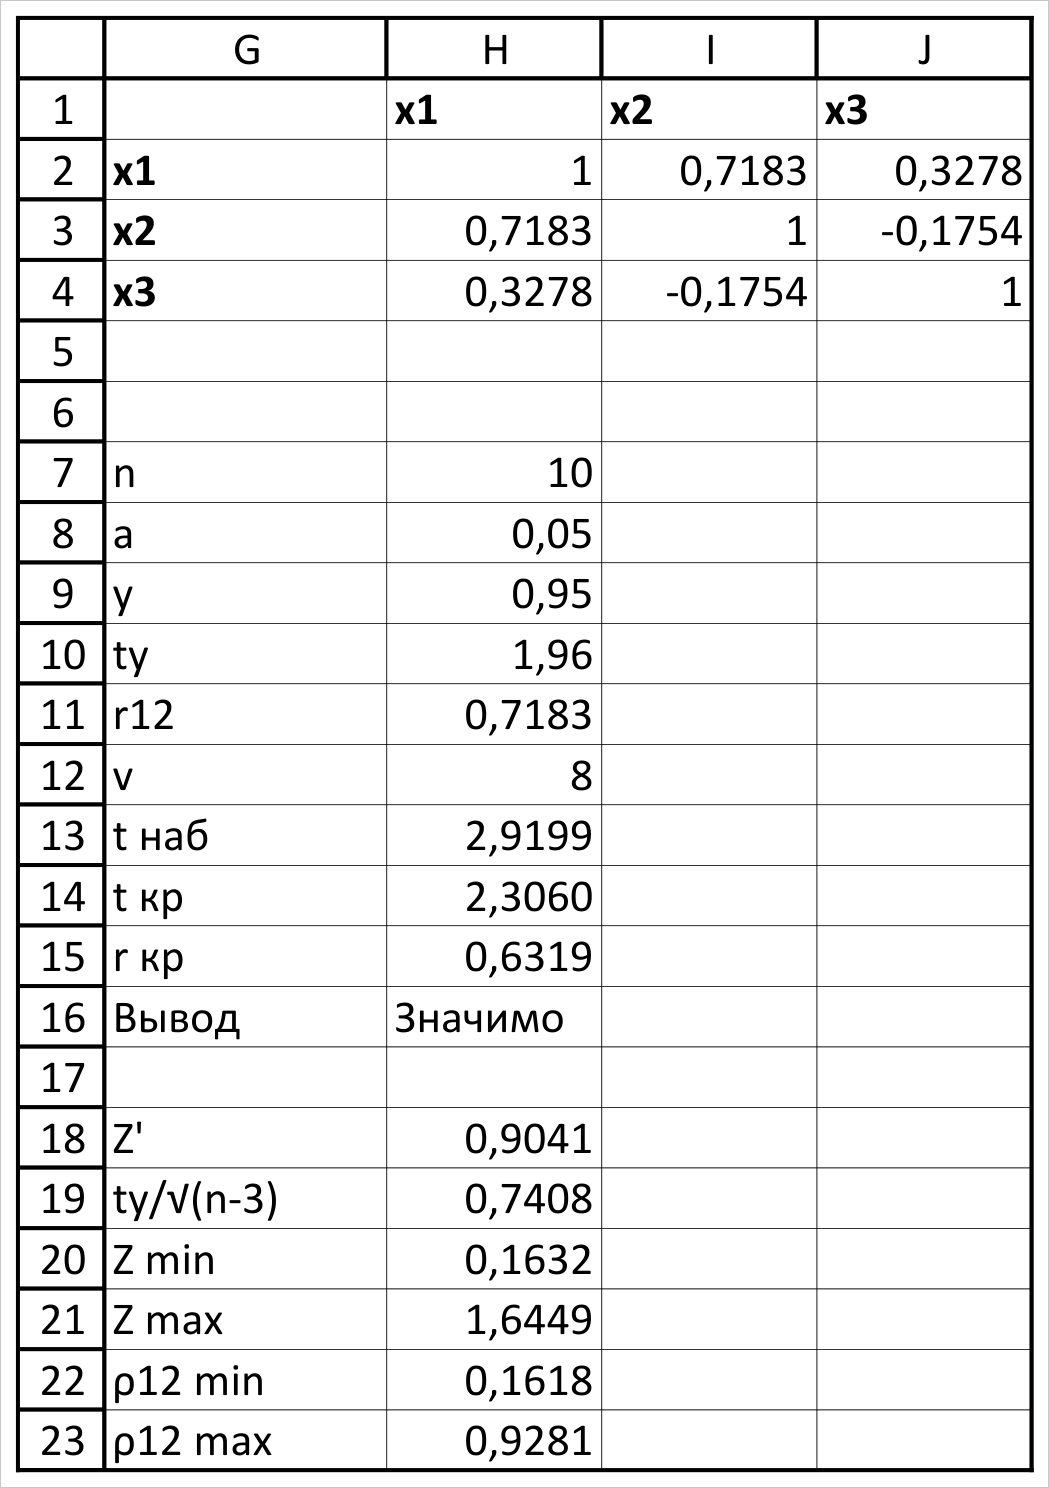 G H I J
1 x1 x2 x3
2 x1 1 0,7183 0,3278
3 x2 0,7183 1 -0,1754
4 x3 0,3278 -0,1754 1
5
6
7 n 10
8 a 0,05
9 y 0,95
10 ty 1,96
11 r12 0,7183
12 v 8
13 t наб 2,9199
14 t кр 2,3060
15 r кр 0,6319
16 Вывод Значимо
17
18 Z' 0,9041
19 ty/√(n-3) 0,7408
20 Z min 0,1632
21 Z max 1,6449
22 ρ12 min 0,1618
23 ρ12 max 0,9281